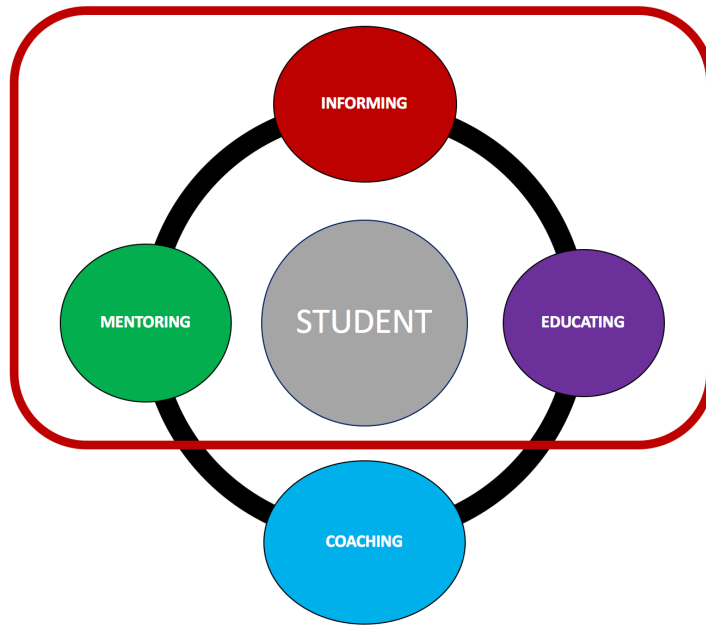 INFORMING
MENTORING
STUDENT
EDUCATING
COACHING